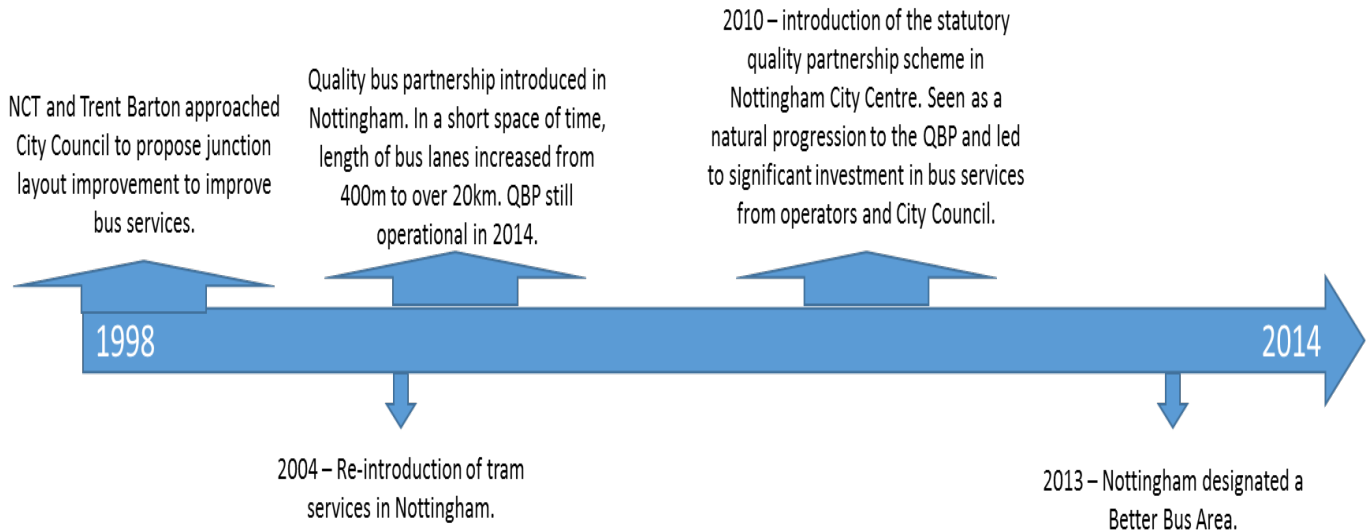 NCT and Trent Barton approached
City Council to propose junction
layout improvement to improve
bus services.
Quality bus partnership introduced in
Nottingham. In a short space of time,
length of bus lanes increased from
400m to over 20km. QBP still
operational in 2014.
2010 – introduction of the statutory
quality partnership scheme in
Nottingham City Centre. Seen as a
natural progression to the QBP and led
to significant investment in bus services
from operators and City Council.
1998
2014
2004 – Re-introduction of tram
services in Nottingham.
2013 – Nottingham designated a
Better Bus Area.